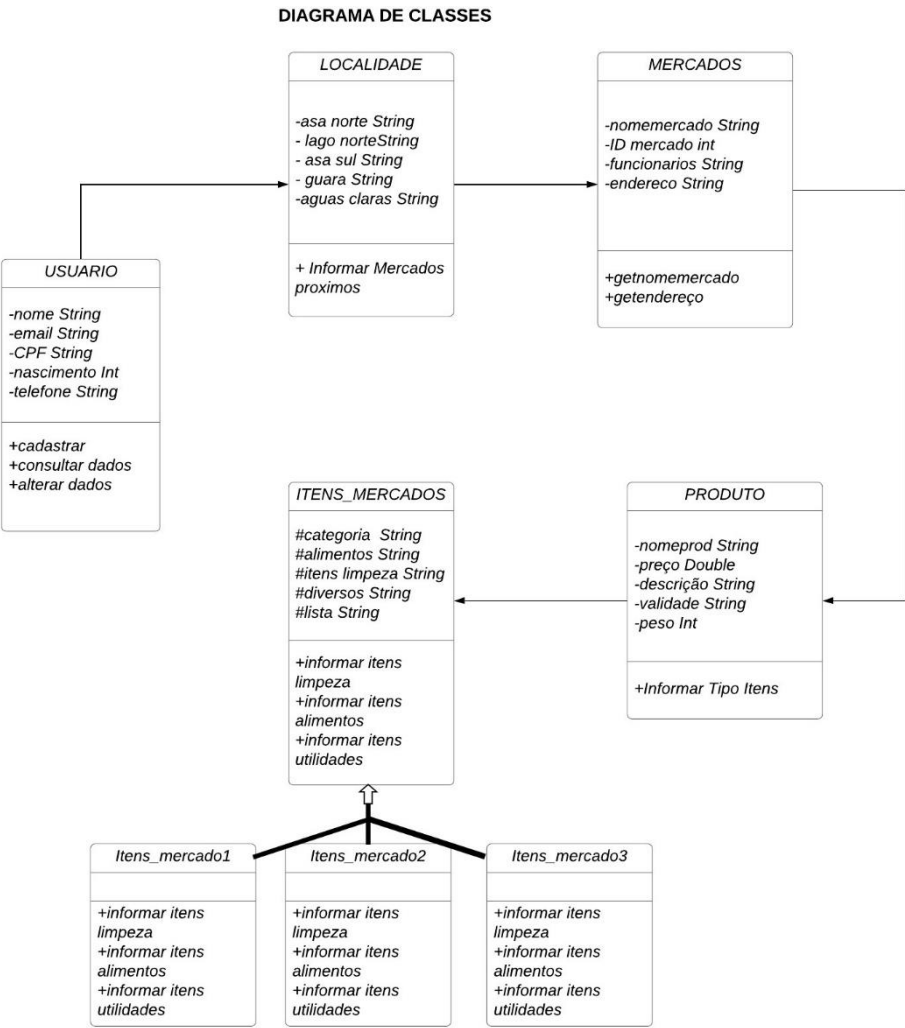 DIAGRAMA DE CLASSES
LOCALIDADE
-asa norte String
- lago norteString
- asa sul String
- guara String
-aguas claras String
+ Informar Mercados
proximos
MERCADOS
-nomemercado String
-ID mercado int
-funcionarios String
-endereco String
+getnomemercado
+getendereço
USUARIO
-nome String
-email String
-CPF String
-nascimento Int
-telefone String
+cadastrar
+consultar dados
+alterar dados
ITENS_MERCADOS
#categoria  String
#alimentos String
#itens limpeza String
#diversos String
#lista String
+informar itens
limpeza
+informar itens
alimentos
+informar itens
utilidades
PRODUTO
-nomeprod String
-preço Double
-descrição String
-validade String
-peso Int
+Informar Tipo Itens
Itens_mercado1
+informar itens
limpeza
+informar itens
alimentos
+informar itens
utilidades
Itens_mercado2
+informar itens
limpeza
+informar itens
alimentos
+informar itens
utilidades
Itens_mercado3
+informar itens
limpeza
+informar itens
alimentos
+informar itens
utilidades